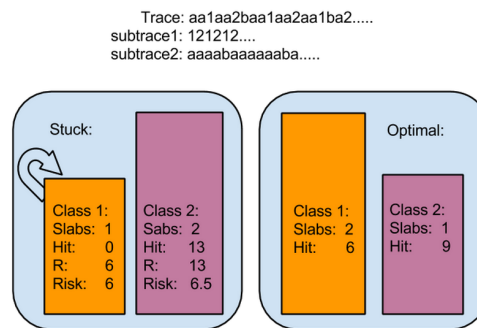 Trace: aa1aa2baa1aa2aa1ba2.....
subtrace1: 121212....
subtrace2: aaaabaaaaaaba.....
Stuck:
Class 1:
Slabs: 1
Hit: 0
R: 6
Risk: 6
Class 2:
Sabs: 2
Hit: 13
R: 13
Risk: 6.5
Optimal:
Class 1:
Slabs: 2
Hit: 6
Class 2:
Slabs: 1
Hit: 9